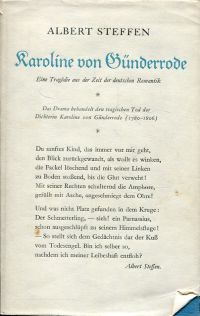 ALBERT STEFFEN
Karoline von Günderrode
Eine Tragödie aus der Zeit der deutschen Romantik
*
Das Drama behandelt den tragischen Tod der
Dichterin Karoline von Günderrode (1780-1806)
*
Du sanftes Kind, das immer vor mir geht,
den Blick zurückgewandt, als wollt es winken,
die Fackel löschend und mit seiner Linken
zu Boden stoßend, bis die Glut verweht!
Mit seiner Rechten schulternd die Amphore,
gefüllt mit Asche, angeschmiegt dem Ohre!
Und was nicht Platz gefunden in dem Kruge:
Der Schmetterling, – sieh! ein Parnassius,
schon ausgeschlüpft zu seinem Himmelsfluge!
– So stellt sich dem Gedächtnis dar der Kuß
vom Todesengel. Bin ich selber so,
nachdem ich meiner Leibeshaft entfloh?
Albert Steffen.